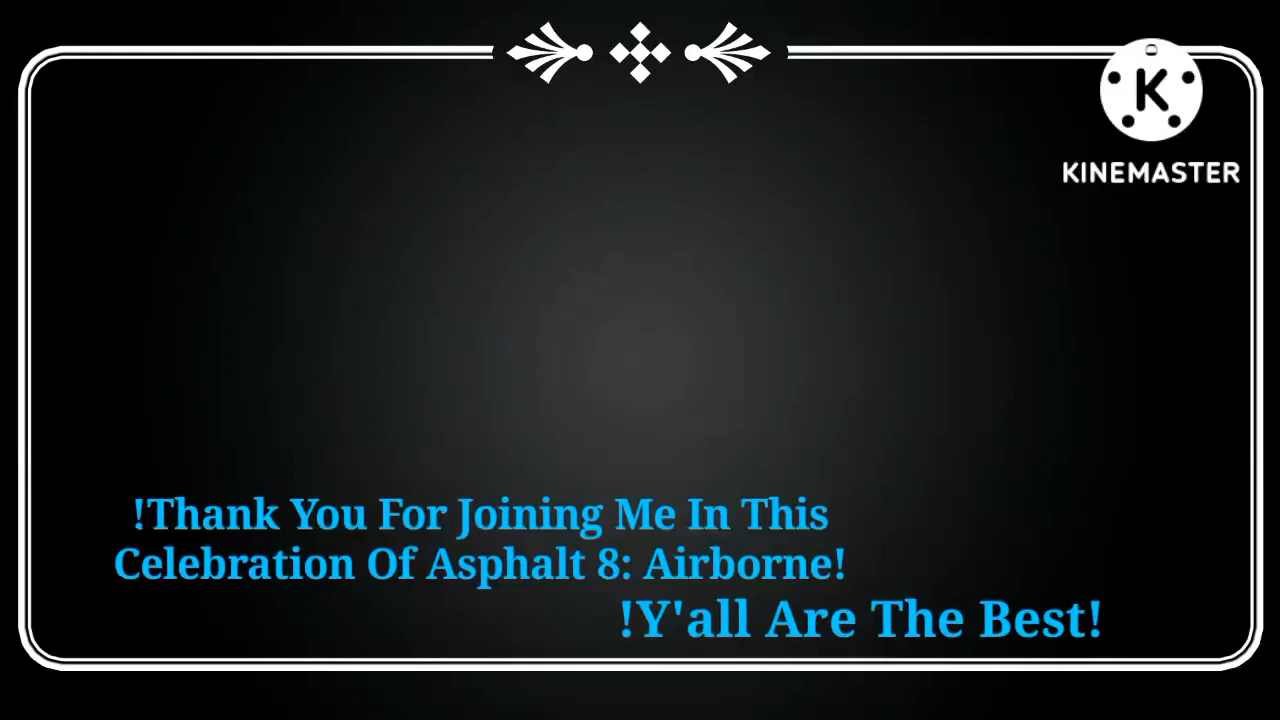 K
KINEMASTER
!Thank You For Joining Me In This
Celebration Of Asphalt 8: Airborne!
!Y'all Are The Best!